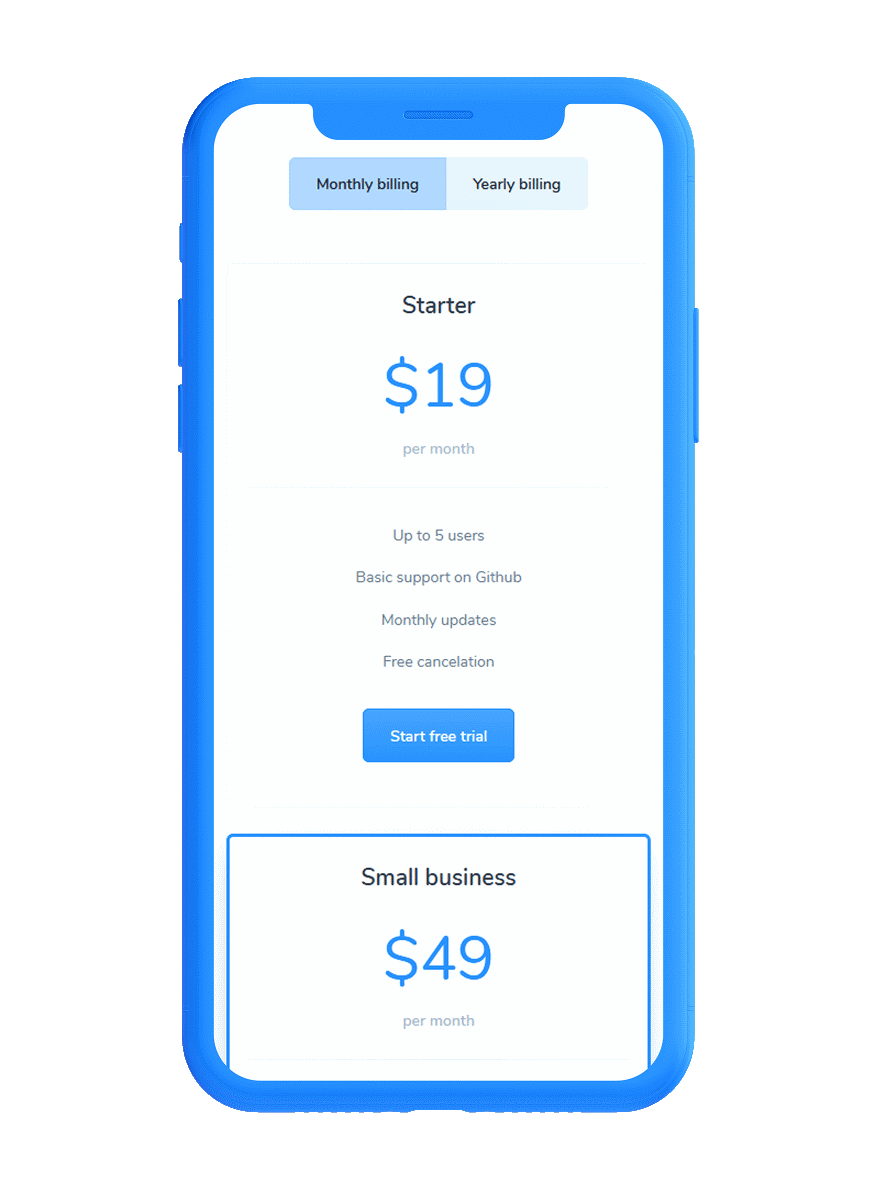 Monthly billing Yearly billing
Starter
$19
per month
Up to 5 users
Basic support on Github
Monthly updates
Free cancelation
Start free trial
Small business
$49
per month